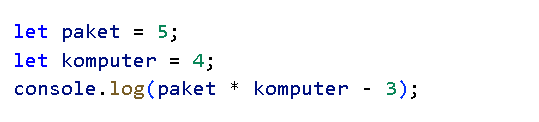 let paket = 5;
let komputer = 4;
console.log(paket * komputer - 3);